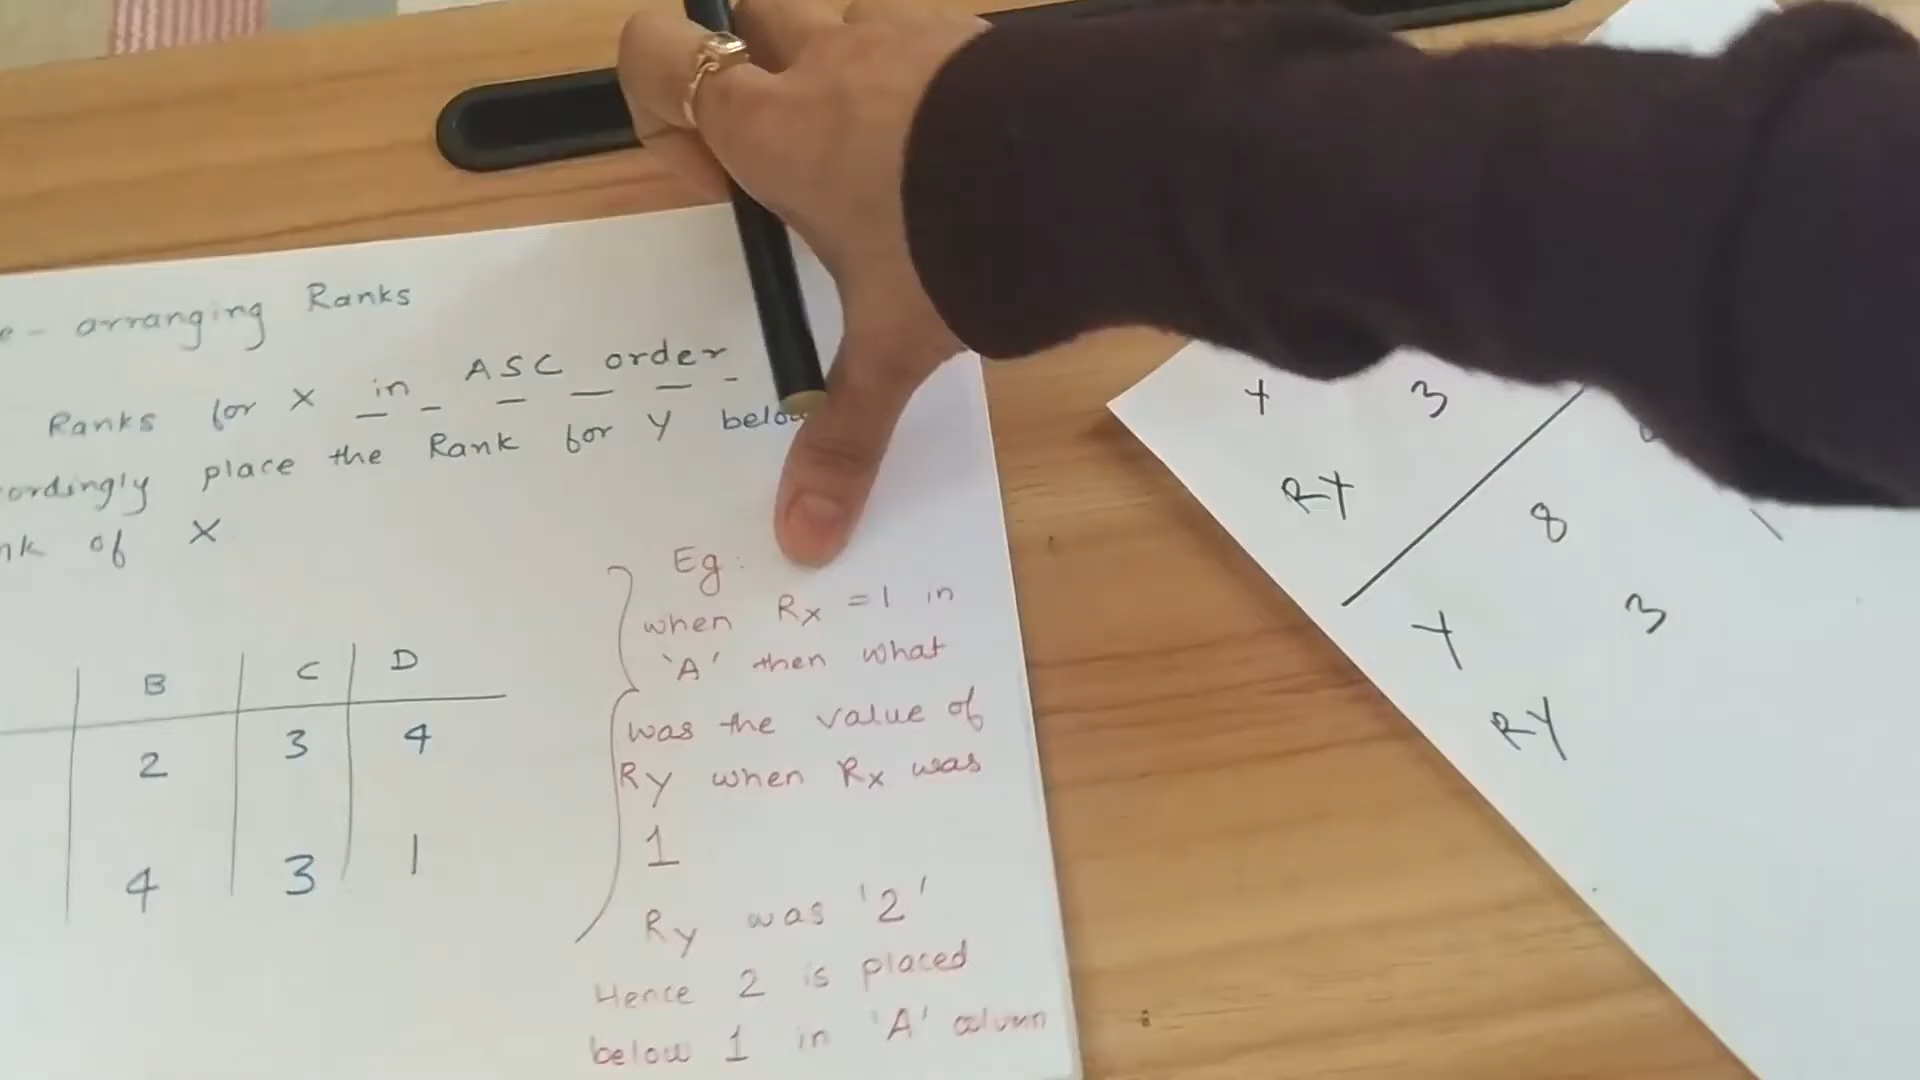 arranging Ranks
Ranks for X in ASC order
place the Rank for Y below
of X
B C D
2 3 4
4 3 1
Eg:
when Rx = 1 in
'A' then what
was the value of
Ry when Rx was
1
Ry was '2'
Hence 2 is placed
below 1 in 'A' column
Y 3
RY
8
Y 3
RY